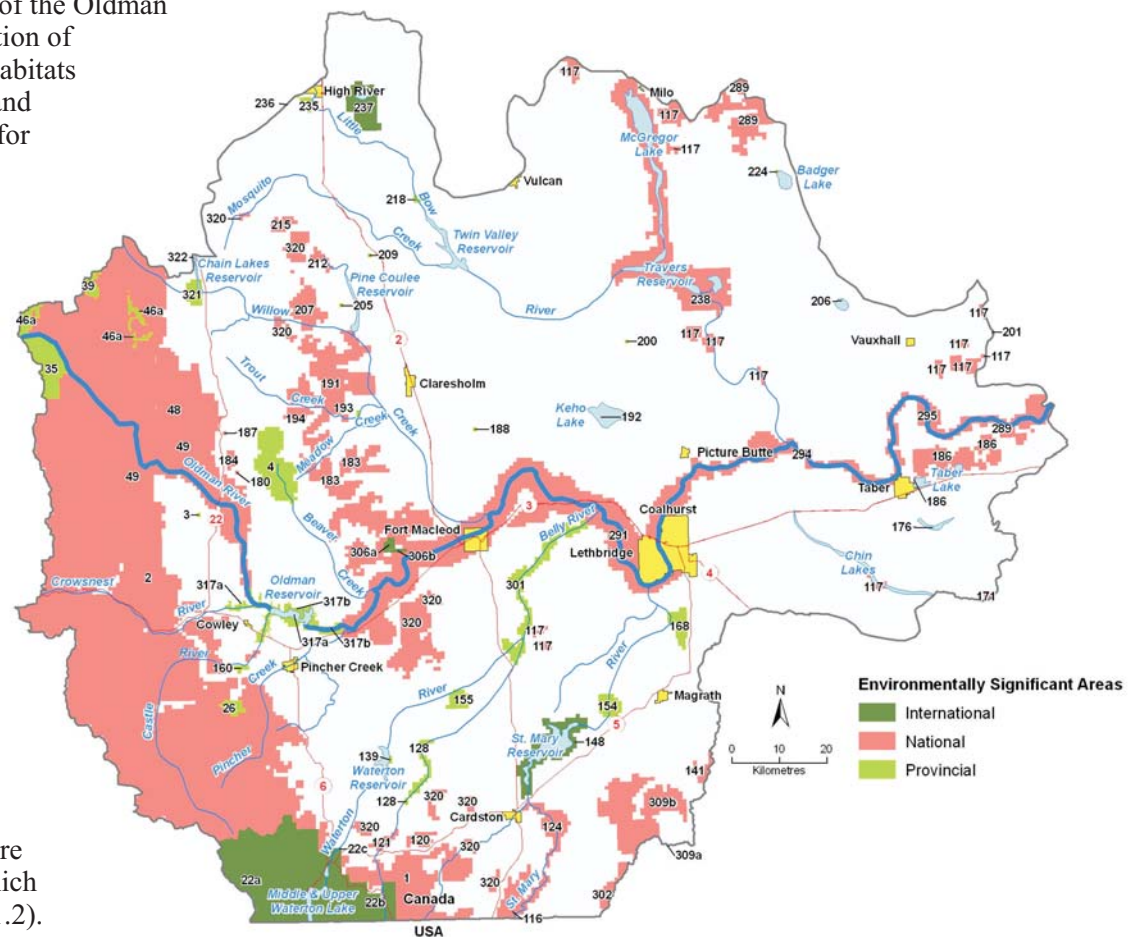 of the Oldman
tion of
abitats
and
for
re
ich
.2).
High River
236
235
237
Little
Bow
218
Mosquito
Creek
320
215
320
212
209
Twin Valley
Reservoir
River
Vulcan
117
Milo
117
McGregor
Lake
117
289
289
224
Badger
Lake
Travers
Reservoir
238
206
117
117
117
200
Vauxhall
117
201
117
117
117
117
322
Chain Lakes
Reservoir
321
39
46a
46a
46a
35
Pine Coulee
Reservoir
205
207
Willow
320
2
Claresholm
Trout
Creek
191
193
194
Creek
Creek
Meadow
183
183
188
Keho
Lake
192
48
49
49
187
184
180
4
Oldman River
3
22
Beaver
Creek
Fort Macleod
3
306a
306b
Belly River
291
Lethbridge
Coalhurst
Picture Butte
294
295
289
186
186
Taber
Taber
Lake
186
176
Chin
Lakes
117
171
4
2
Crowsnest
River
317a
Oldman
Reservoir
317b
Cowley
317a
317b
320
320
301
117
117
168
River
River
160
Creek
Pincher Creek
26
Castle
Pincher
River
155
154
Magrath
5
St. Mary
Reservoir
148
128
139
Waterton
Reservoir
128
320
320
6
Waterton
320
121
120
320
Cardston
124
141
309b
309a
22c
22a
22b
Middle & Upper
Waterton Lake
1
Canada
320
St. Mary
116
302
USA
N
0
10
20
Kilometres
Environmentally Significant Areas
International
National
Provincial